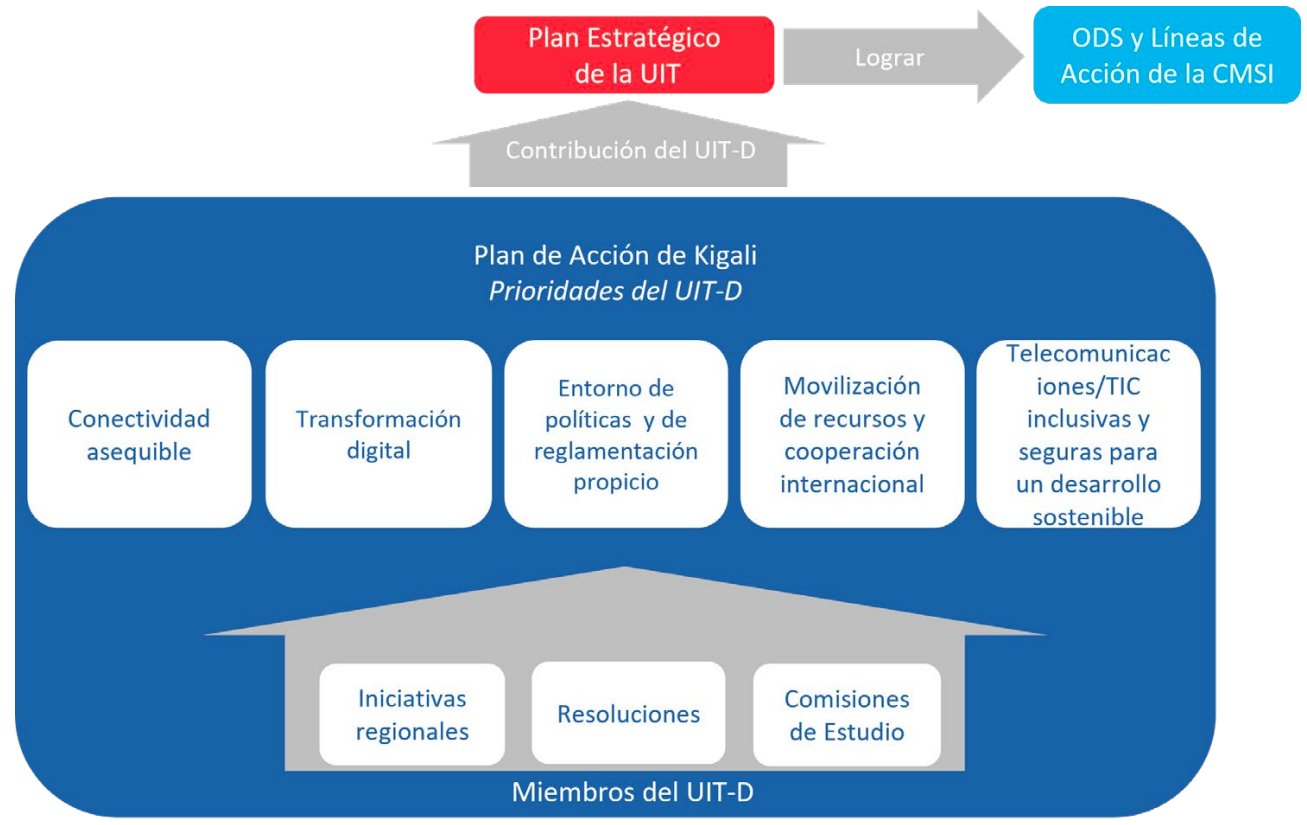 Plan Estratégico
de la UIT
Lograr
ODS y Líneas de
Acción de la CMSI
Contribución del UIT-D
Plan de Acción de Kigali
Prioridades del UIT-D
Conectividad
asequible
Transformación
digital
Entorno de
políticas y de
reglamentación
propicio
Movilización
de recursos y
cooperación
internacional
Telecomunicac
iones/TIC
inclusivas y
seguras para
un desarrollo
sostenible
Iniciativas
regionales
Resoluciones
Comisiones
de Estudio
Miembros del UIT-D